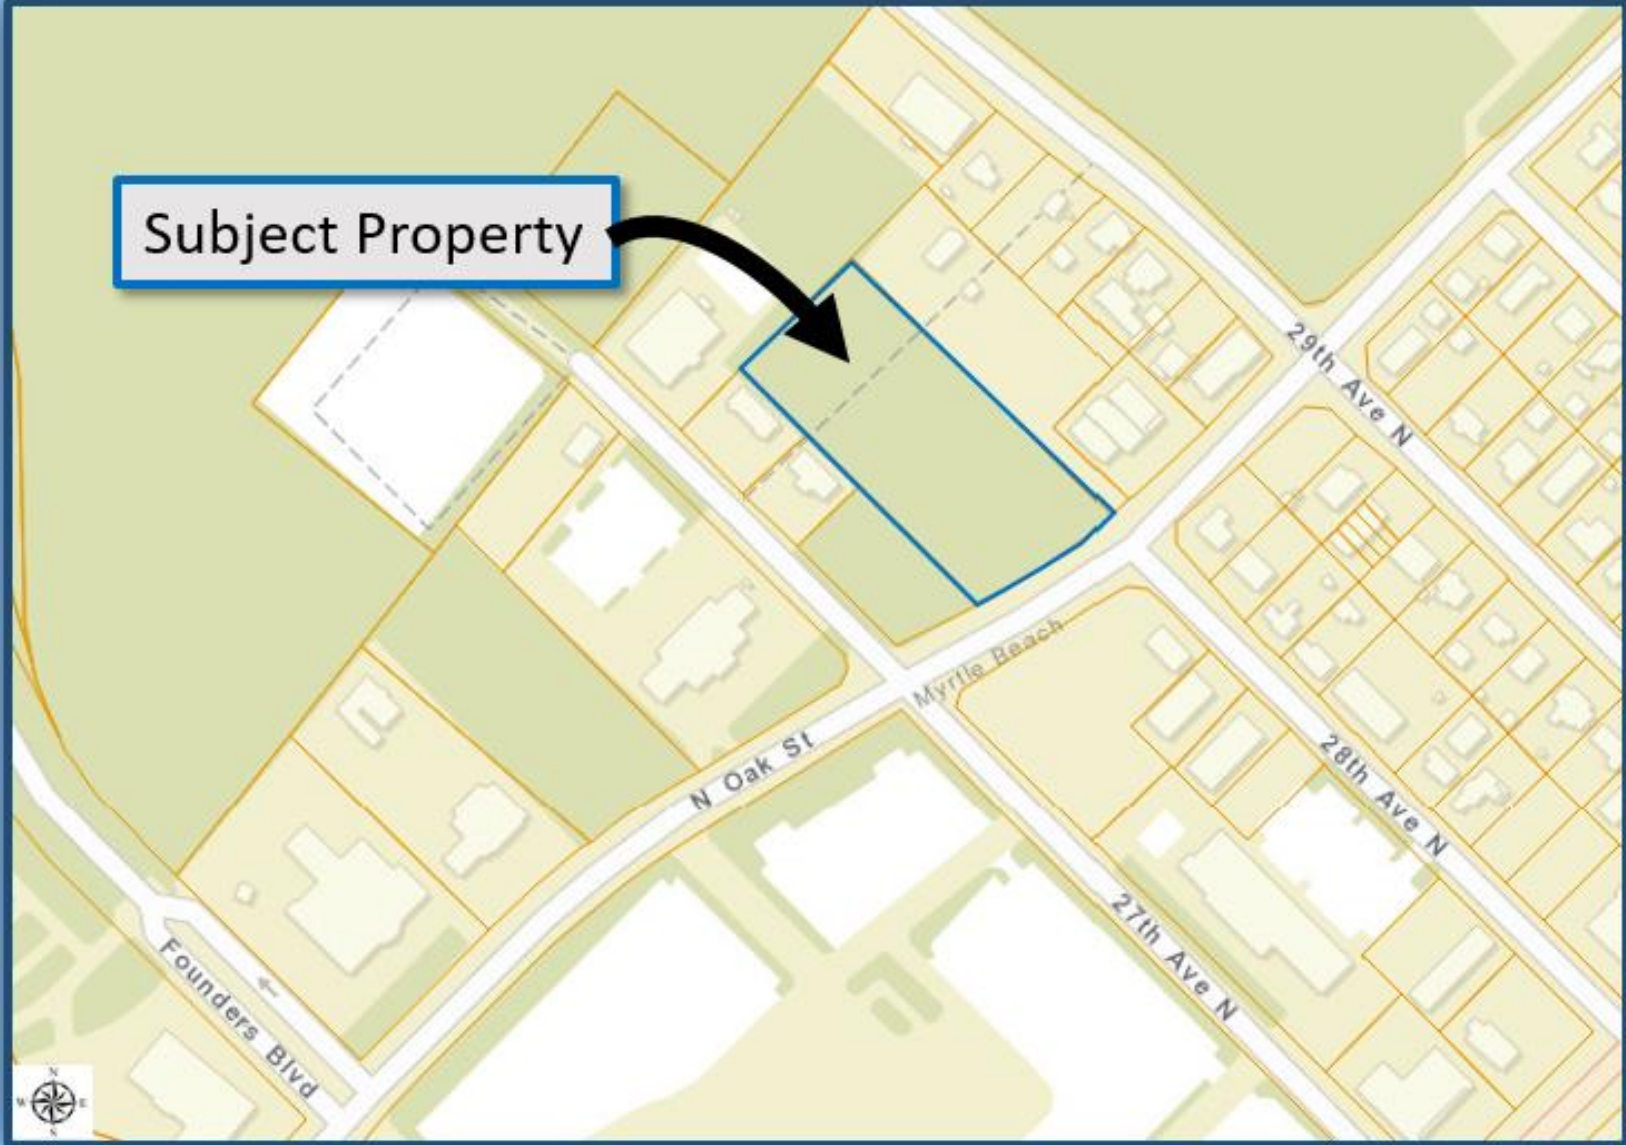 Subject Property
29th Ave N
Myrtle Beach
N Oak St
28th Ave N
27th Ave N
Founders Blvd
N
W E